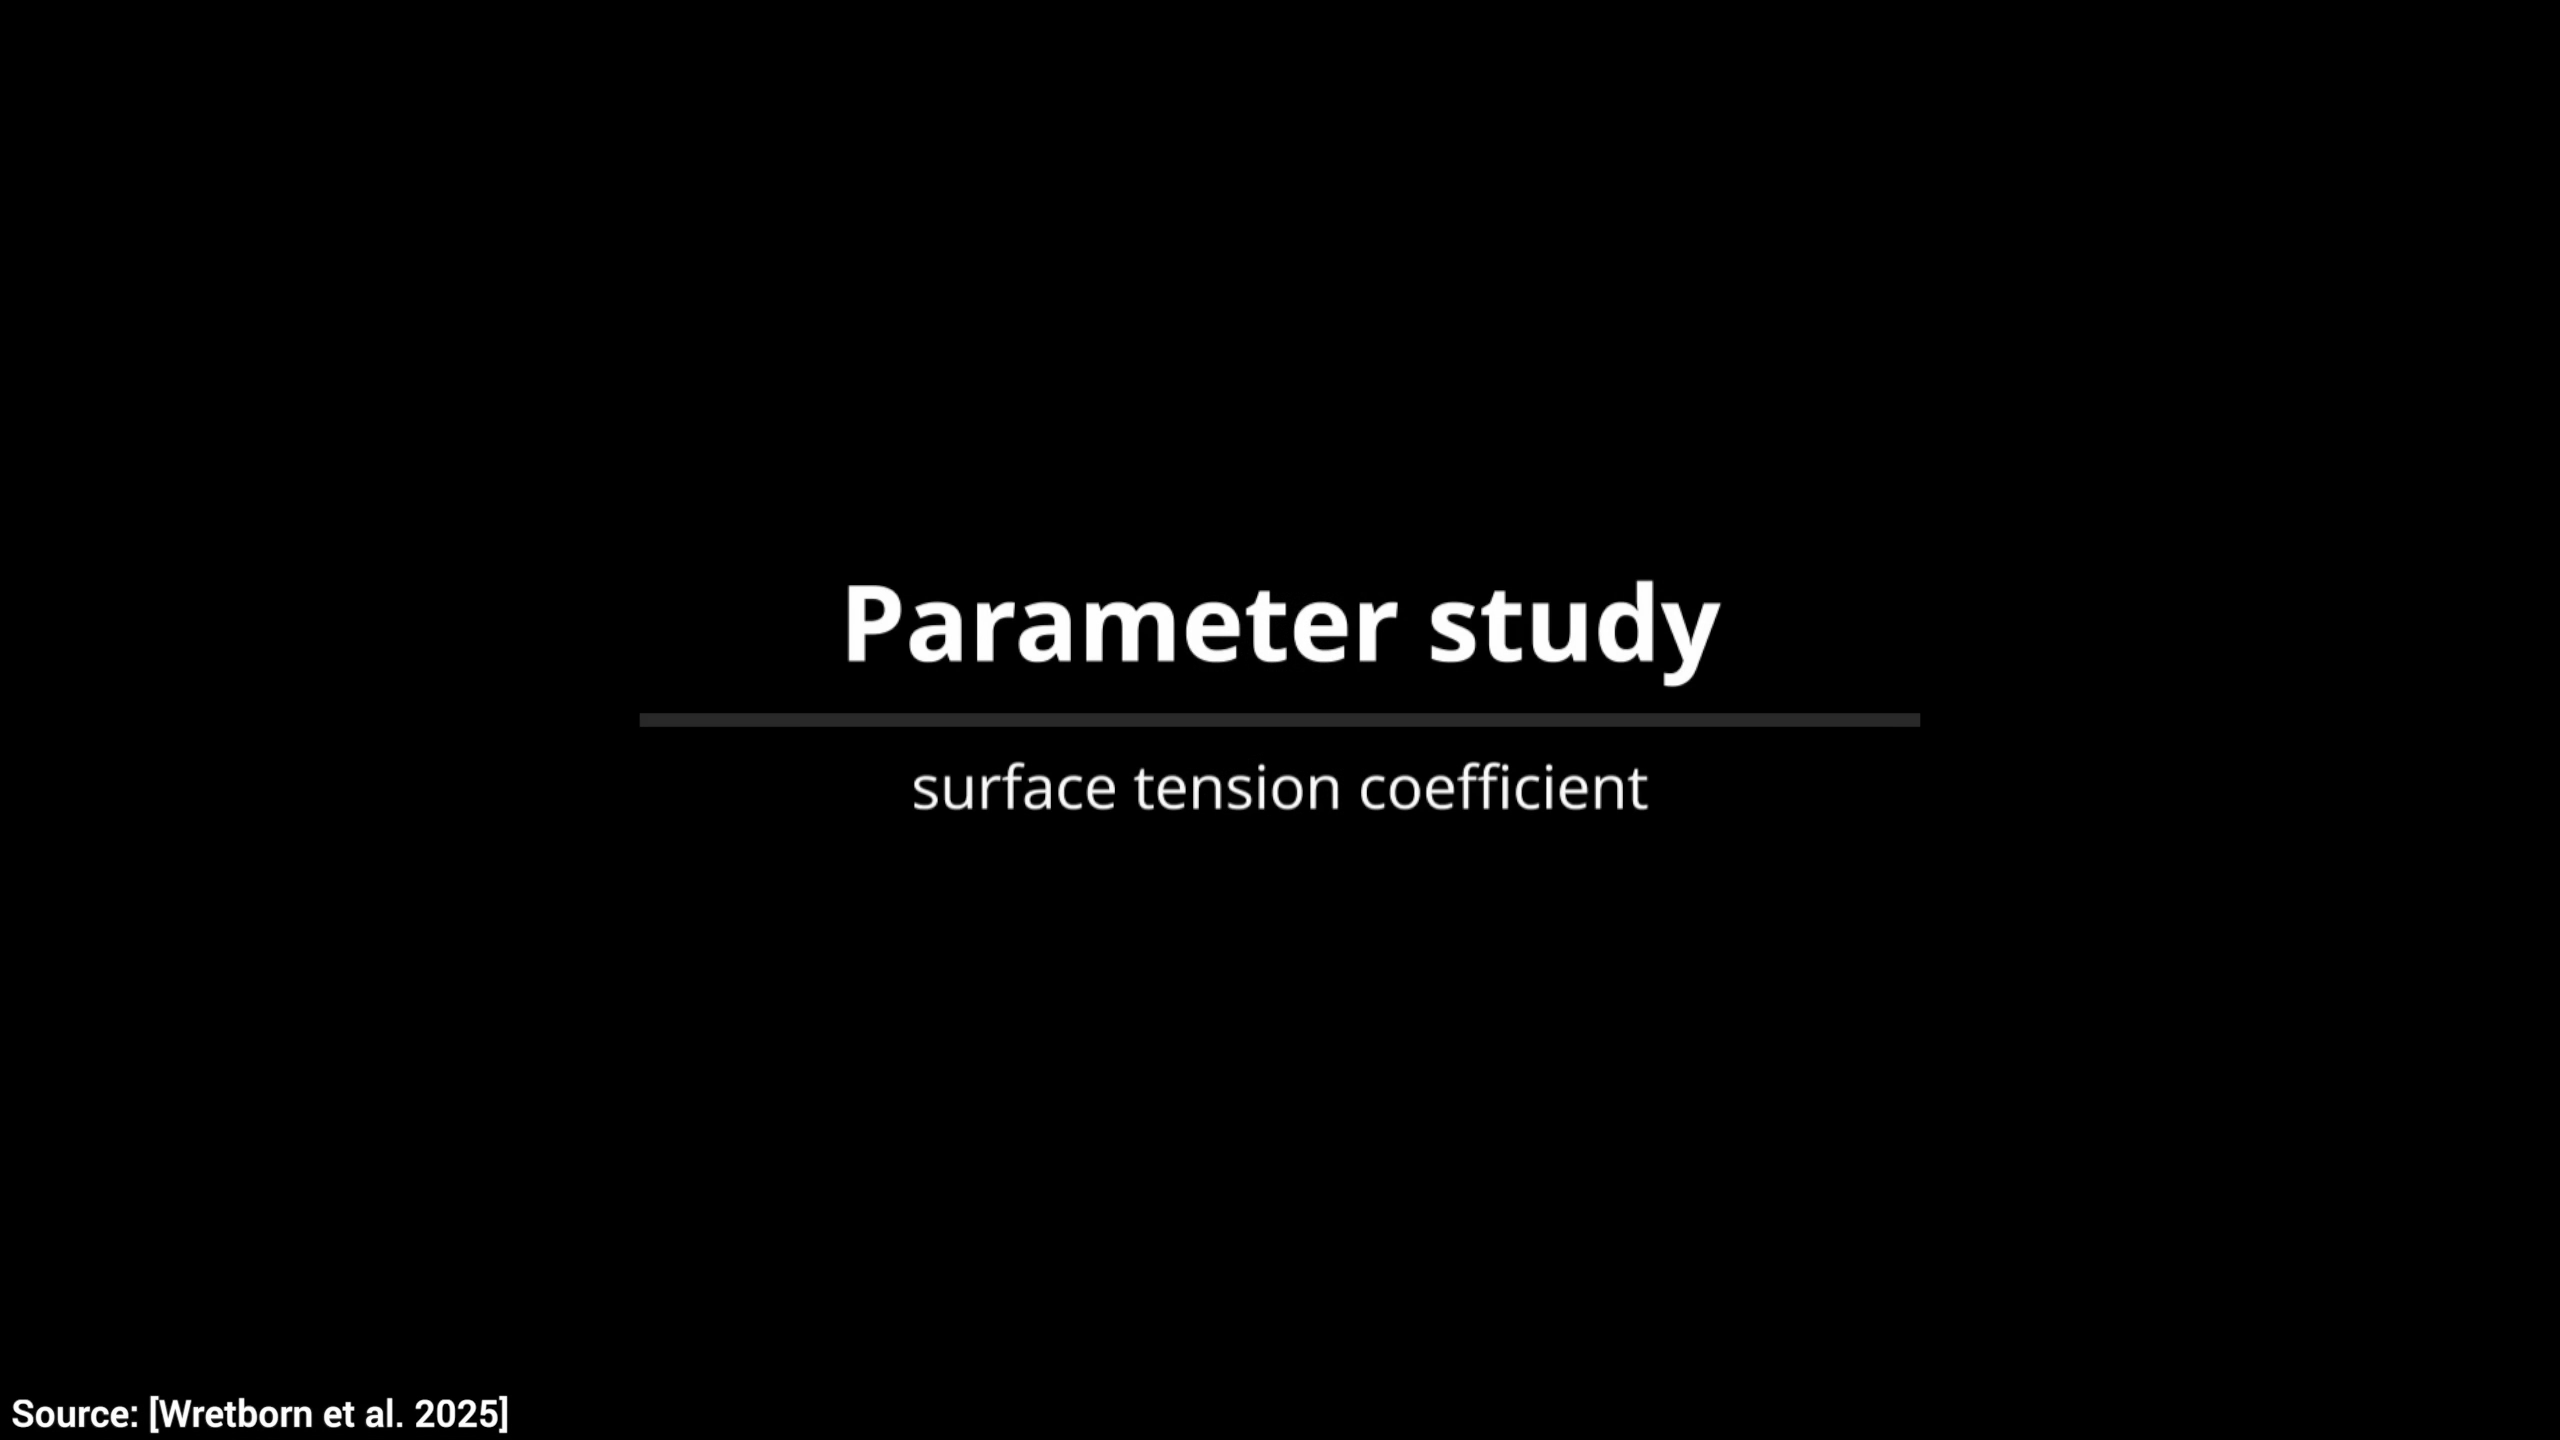 Parameter study
surface tension coefficient
Source: [Wretborn et al. 2025]